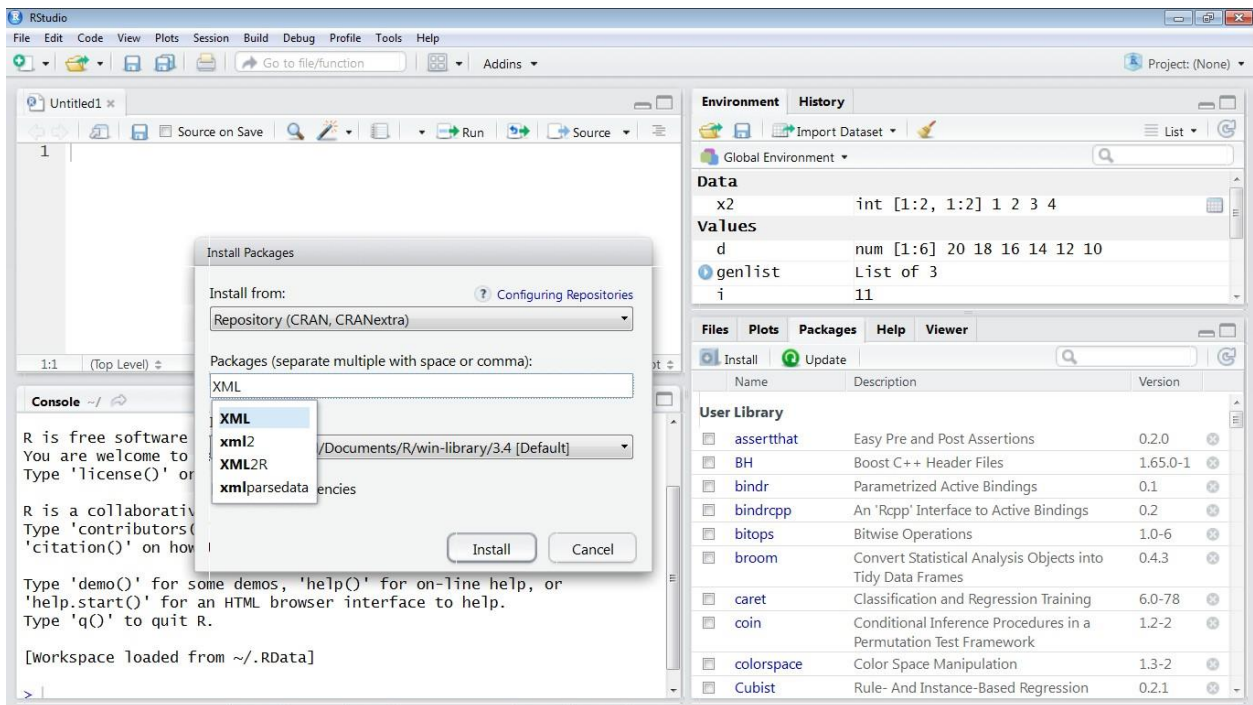 RStudio
File Edit Code View Plots Session Build Debug Profile Tools Help
Go to file/function
Addins
Project: (None)
Untitled1
Source on Save
Run
Source
1
1:1 (Top Level)
Install Packages
Install from:
? Configuring Repositories
Repository (CRAN, CRANextra)
Packages (separate multiple with space or comma):
XML
XML
xml2
XML2R
xmlparsedata
/Documents/R/win-library/3.4 [Default]
encies
Install Cancel
Console ~/
R is free software
You are welcome to
Type 'license()' or
R is a collaborativ
Type 'contributors(
'citation()' on how
Type 'demo()' for some demos, 'help()' for on-line help, or
'help.start()' for an HTML browser interface to help.
Type 'q()' to quit R.
[Workspace loaded from ~/.RData]
>
Environment History
Import Dataset
List
Global Environment
Data
x2 int [1:2, 1:2] 1 2 3 4
Values
d num [1:6] 20 18 16 14 12 10
genlist List of 3
i 11
Files Plots Packages Help Viewer
Install Update
Name Description Version
User Library
assertthat Easy Pre and Post Assertions 0.2.0
BH Boost C++ Header Files 1.65.0-1
bindr Parametrized Active Bindings 0.1
bindrcpp An 'Rcpp' Interface to Active Bindings 0.2
bitops Bitwise Operations 1.0-6
broom Convert Statistical Analysis Objects into 0.4.3
Tidy Data Frames
caret Classification and Regression Training 6.0-78
coin Conditional Inference Procedures in a 1.2-2
Permutation Test Framework
colorspace Color Space Manipulation 1.3-2
Cubist Rule- And Instance-Based Regression 0.2.1